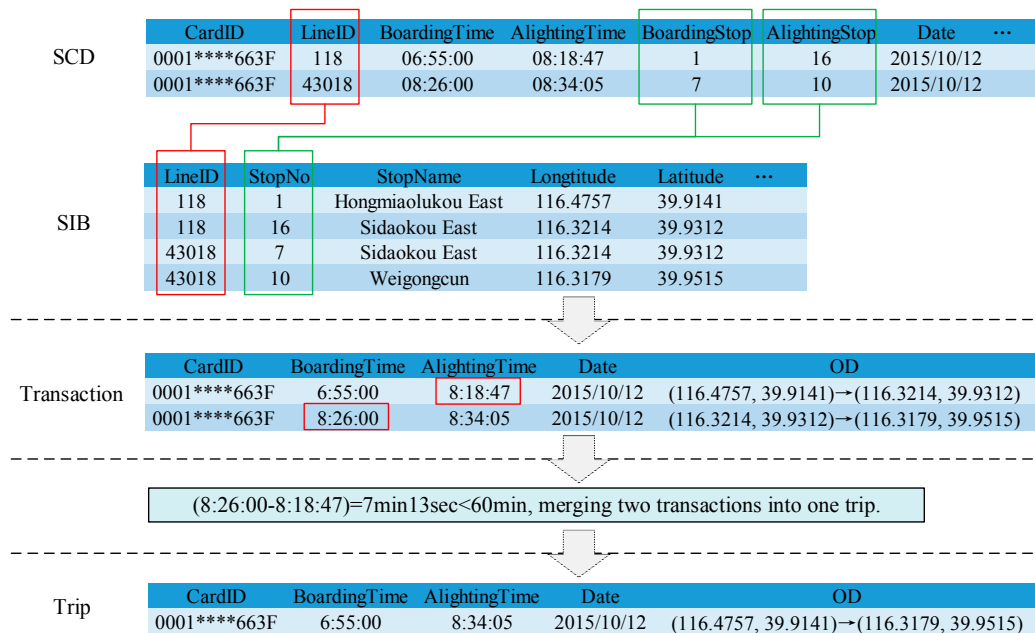 CardID LineID BoardingTime AlightingTime BoardingStop AlightingStop Date ...
SCD
0001****663F 118 06:55:00 08:18:47 1 16 2015/10/12
0001****663F 43018 08:26:00 08:34:05 7 10 2015/10/12
LineID StopNo StopName Longtitude Latitude ...
118 1 Hongmiaolukou East 116.4757 39.9141
SIB
118 16 Sidaokou East 116.3214 39.9312
43018 7 Sidaokou East 116.3214 39.9312
43018 10 Weigongcun 116.3179 39.9515
CardID BoardingTime AlightingTime Date OD
Transaction
0001****663F 6:55:00 8:18:47 2015/10/12 (116.4757, 39.9141)→(116.3214, 39.9312)
0001****663F 8:26:00 8:34:05 2015/10/12 (116.3214, 39.9312)→(116.3179, 39.9515)
(8:26:00-8:18:47)=7min13sec<60min, merging two transactions into one trip.
CardID BoardingTime AlightingTime Date OD
Trip
0001****663F 6:55:00 8:34:05 2015/10/12 (116.4757, 39.9141)→(116.3179, 39.9515)